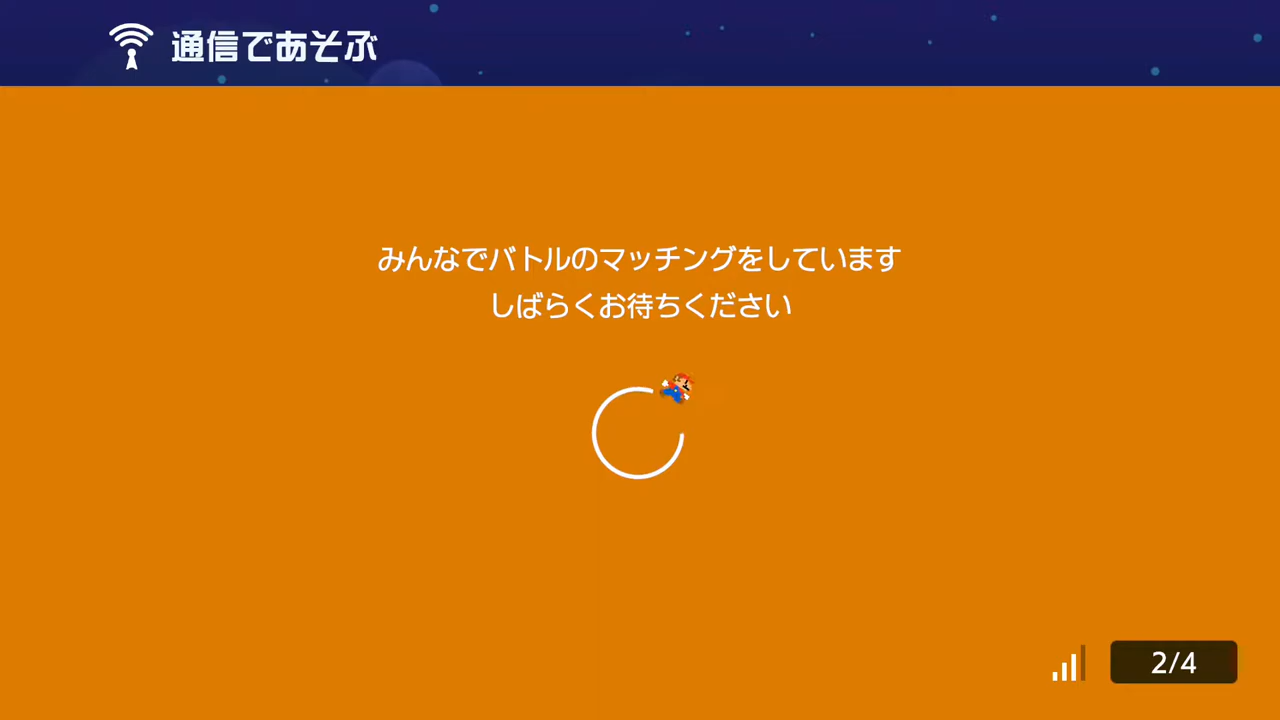 通信であそぶ
みんなでバトルのマッチングをしています
しばらくお待ちください
2/4